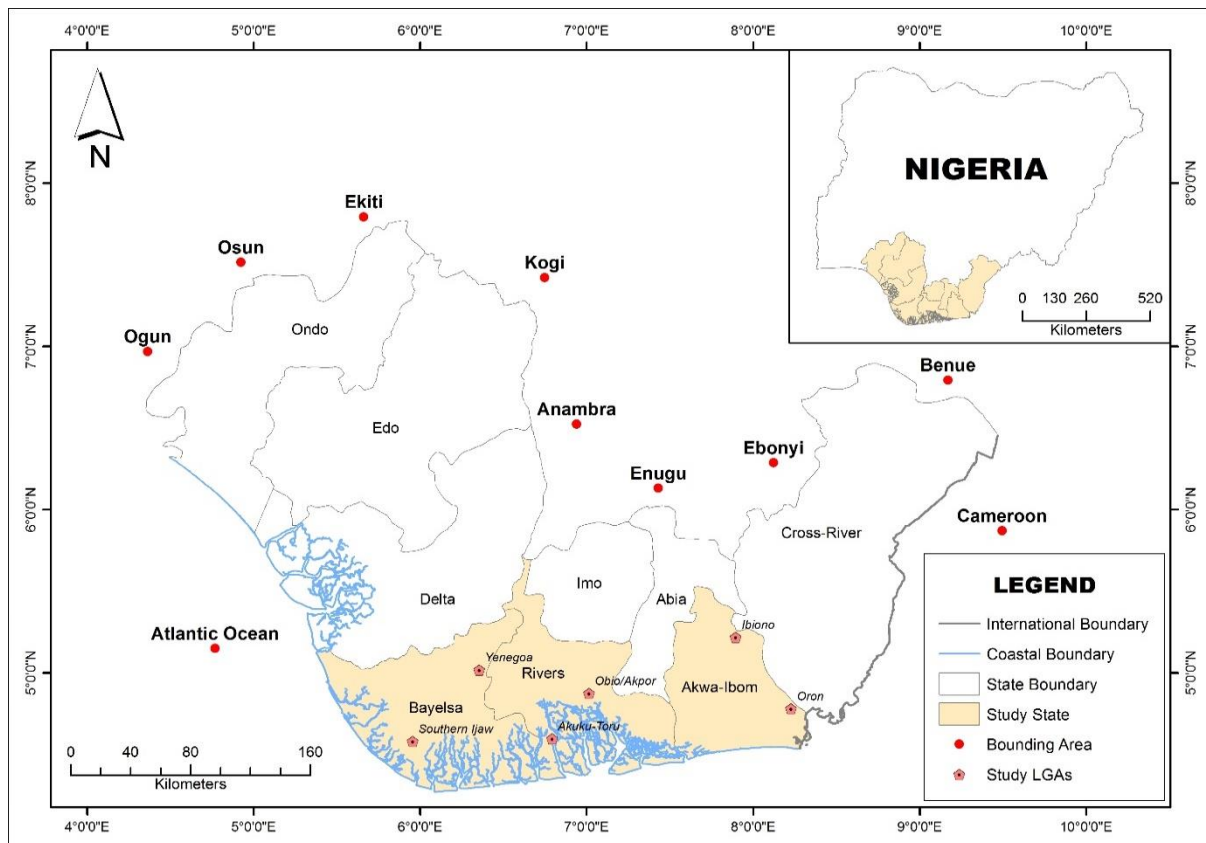 4°0'0"E 5°0'0"E 6°0'0"E 7°0'0"E 8°0'0"E 9°0'0"E 10°0'0"E
N
NIGERIA
0 130 260 520
Kilometers
8°0'0"N
8°0'0"N
7°0'0"N
7°0'0"N
6°0'0"N
6°0'0"N
5°0'0"N
5°0'0"N
Ekiti
Osun
Kogi
Ondo
Ogun
Benue
Anambra
Edo
Ebonyi
Enugu
Cameroon
Cross-River
Imo
Delta
Abia
Atlantic Ocean
Ibiono
Yenegoa
Rivers
Obio/Akpor
Akwa-Ibom
Oron
Bayelsa
Southern Ijaw
Akuku-Toru
0 40 80 160
Kilometers
LEGEND
International Boundary
Coastal Boundary
State Boundary
Study State
Bounding Area
Study LGAs
4°0'0"E 5°0'0"E 6°0'0"E 7°0'0"E 8°0'0"E 9°0'0"E 10°0'0"E